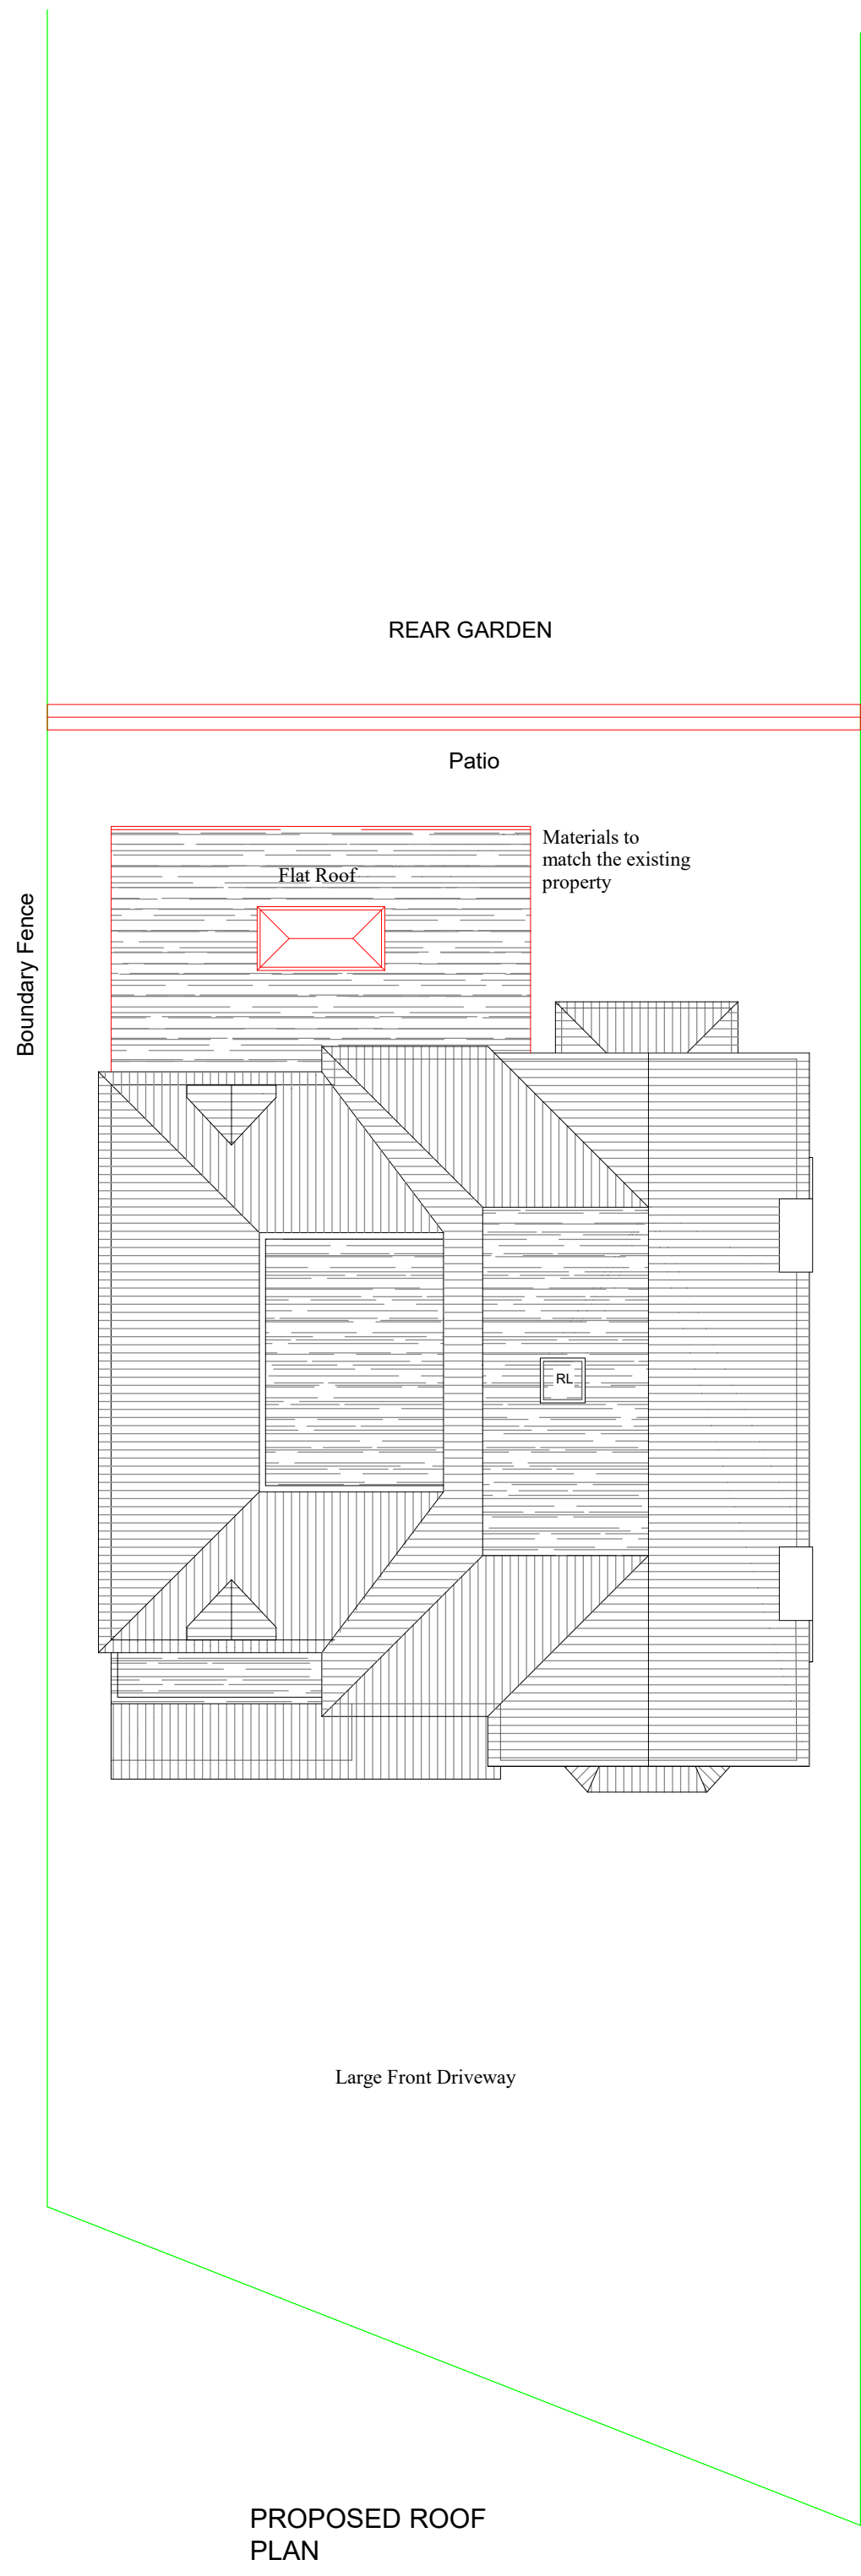 REAR GARDEN
Patio
Materials to
match the existing
property
Flat Roof
Boundary Fence
RL
Large Front Driveway
PROPOSED ROOF
PLAN